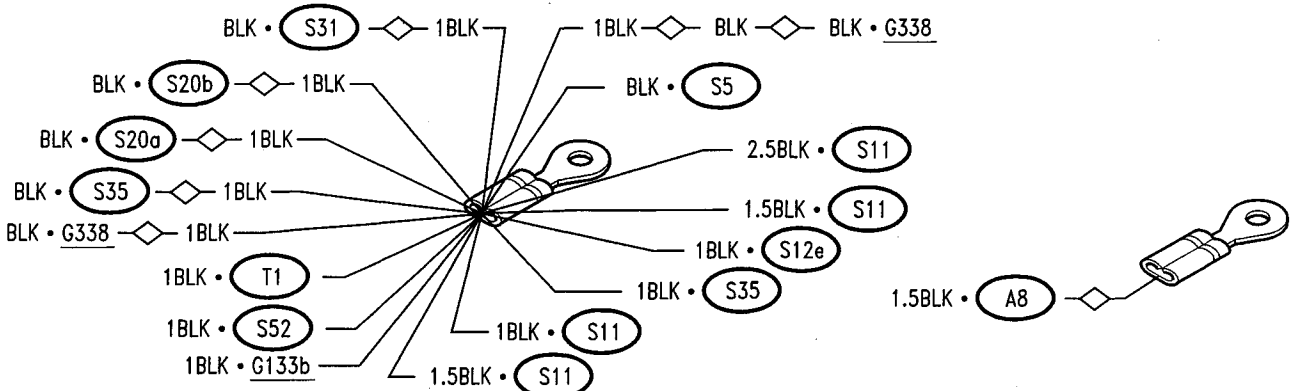 BLK • S31 1BLK
1BLK BLK BLK • G338
BLK • S20b 1BLK
BLK • S5
BLK • S20a 1BLK
2.5BLK • S11
BLK • S35 1BLK
1.5BLK • S11
BLK • G338 1BLK
1BLK • S12e
1BLK • T1
1BLK • S35
1.5BLK • A8
1BLK • S52
1BLK • S11
1BLK • G133b
1.5BLK • S11